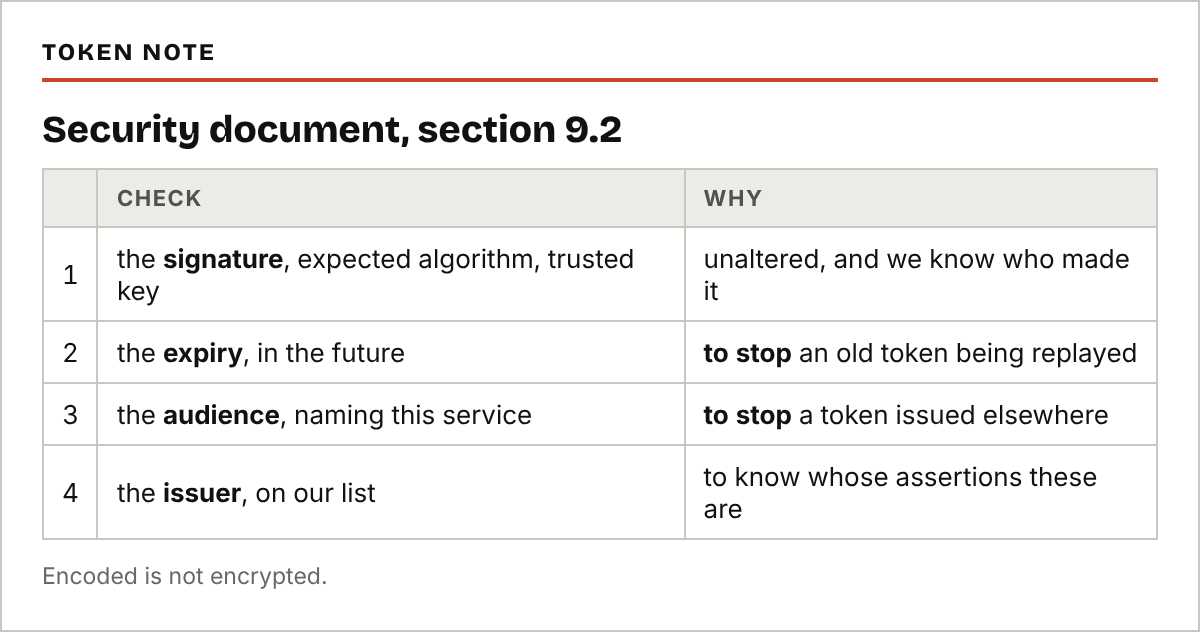 TOKEN NOTE
Security document, section 9.2
CHECK WHY
1 the signature, expected algorithm, trusted key unaltered, and we know who made it
2 the expiry, in the future to stop an old token being replayed
3 the audience, naming this service to stop a token issued elsewhere
4 the issuer, on our list to know whose assertions these are
Encoded is not encrypted.